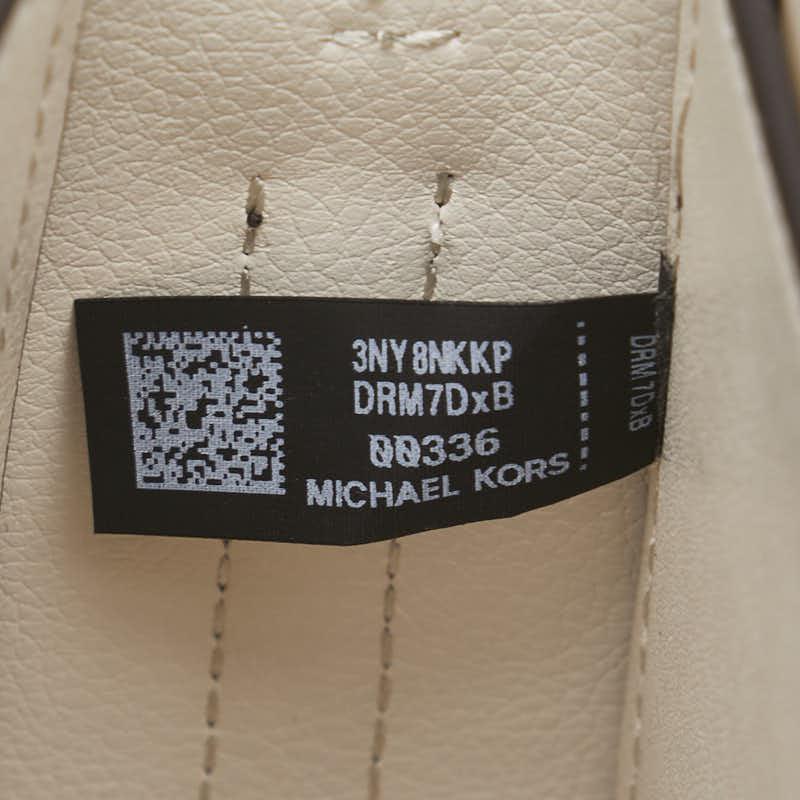 3NY8NKKP
DRM7DxB
00336
MICHAEL KORS
DRM7DxB